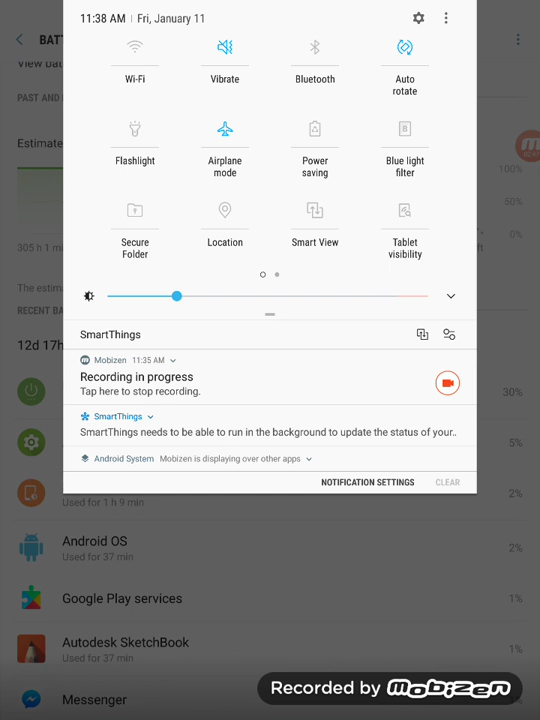 11:38 AM | Fri, January 11
BATT
View bat
Wi-Fi
Vibrate
Bluetooth
Auto
rotate
PAST AND
Flashlight
Airplane
mode
Power
saving
Blue light
filter
Estimate
100%
50%
0%
Secure
Folder
Location
Smart View
Tablet
visibility
305 h 1 mi
ft
The estim
RECENT BA
SmartThings
12d 17h
Mobizen 11:35 AM
Recording in progress
Tap here to stop recording.
30%
SmartThings
SmartThings needs to be able to run in the background to update the status of your..
5%
Android System Mobizen is displaying over other apps
NOTIFICATION SETTINGS CLEAR
2%
Used for 1 h 9 min
Android OS
Used for 37 min
2%
Google Play services
1%
Autodesk SketchBook
Used for 37 min
1%
Messenger
Recorded by Mobizen